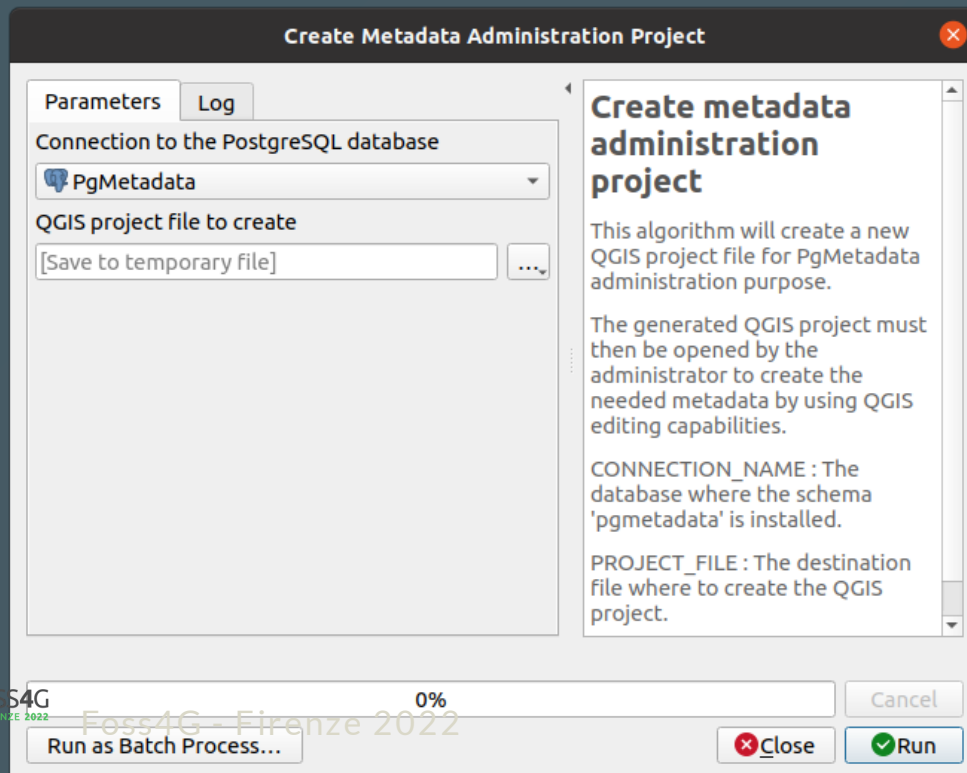 Create Metadata Administration Project
Parameters
Log
Connection to the PostgreSQL database
PgMetadata
QGIS project file to create
[Save to temporary file]
...
Create metadata
administration
project
This algorithm will create a new
QGIS project file for PgMetadata
administration purpose.
The generated QGIS project must
then be opened by the
administrator to create the
needed metadata by using QGIS
editing capabilities.
CONNECTION_NAME : The
database where the schema
'pgmetadata' is installed.
PROJECT_FILE : The destination
file where to create the QGIS
project.
0%
Cancel
S4G
NZE 2022
Foss4G - Firenze 2022
Run as Batch Process...
Close
Run